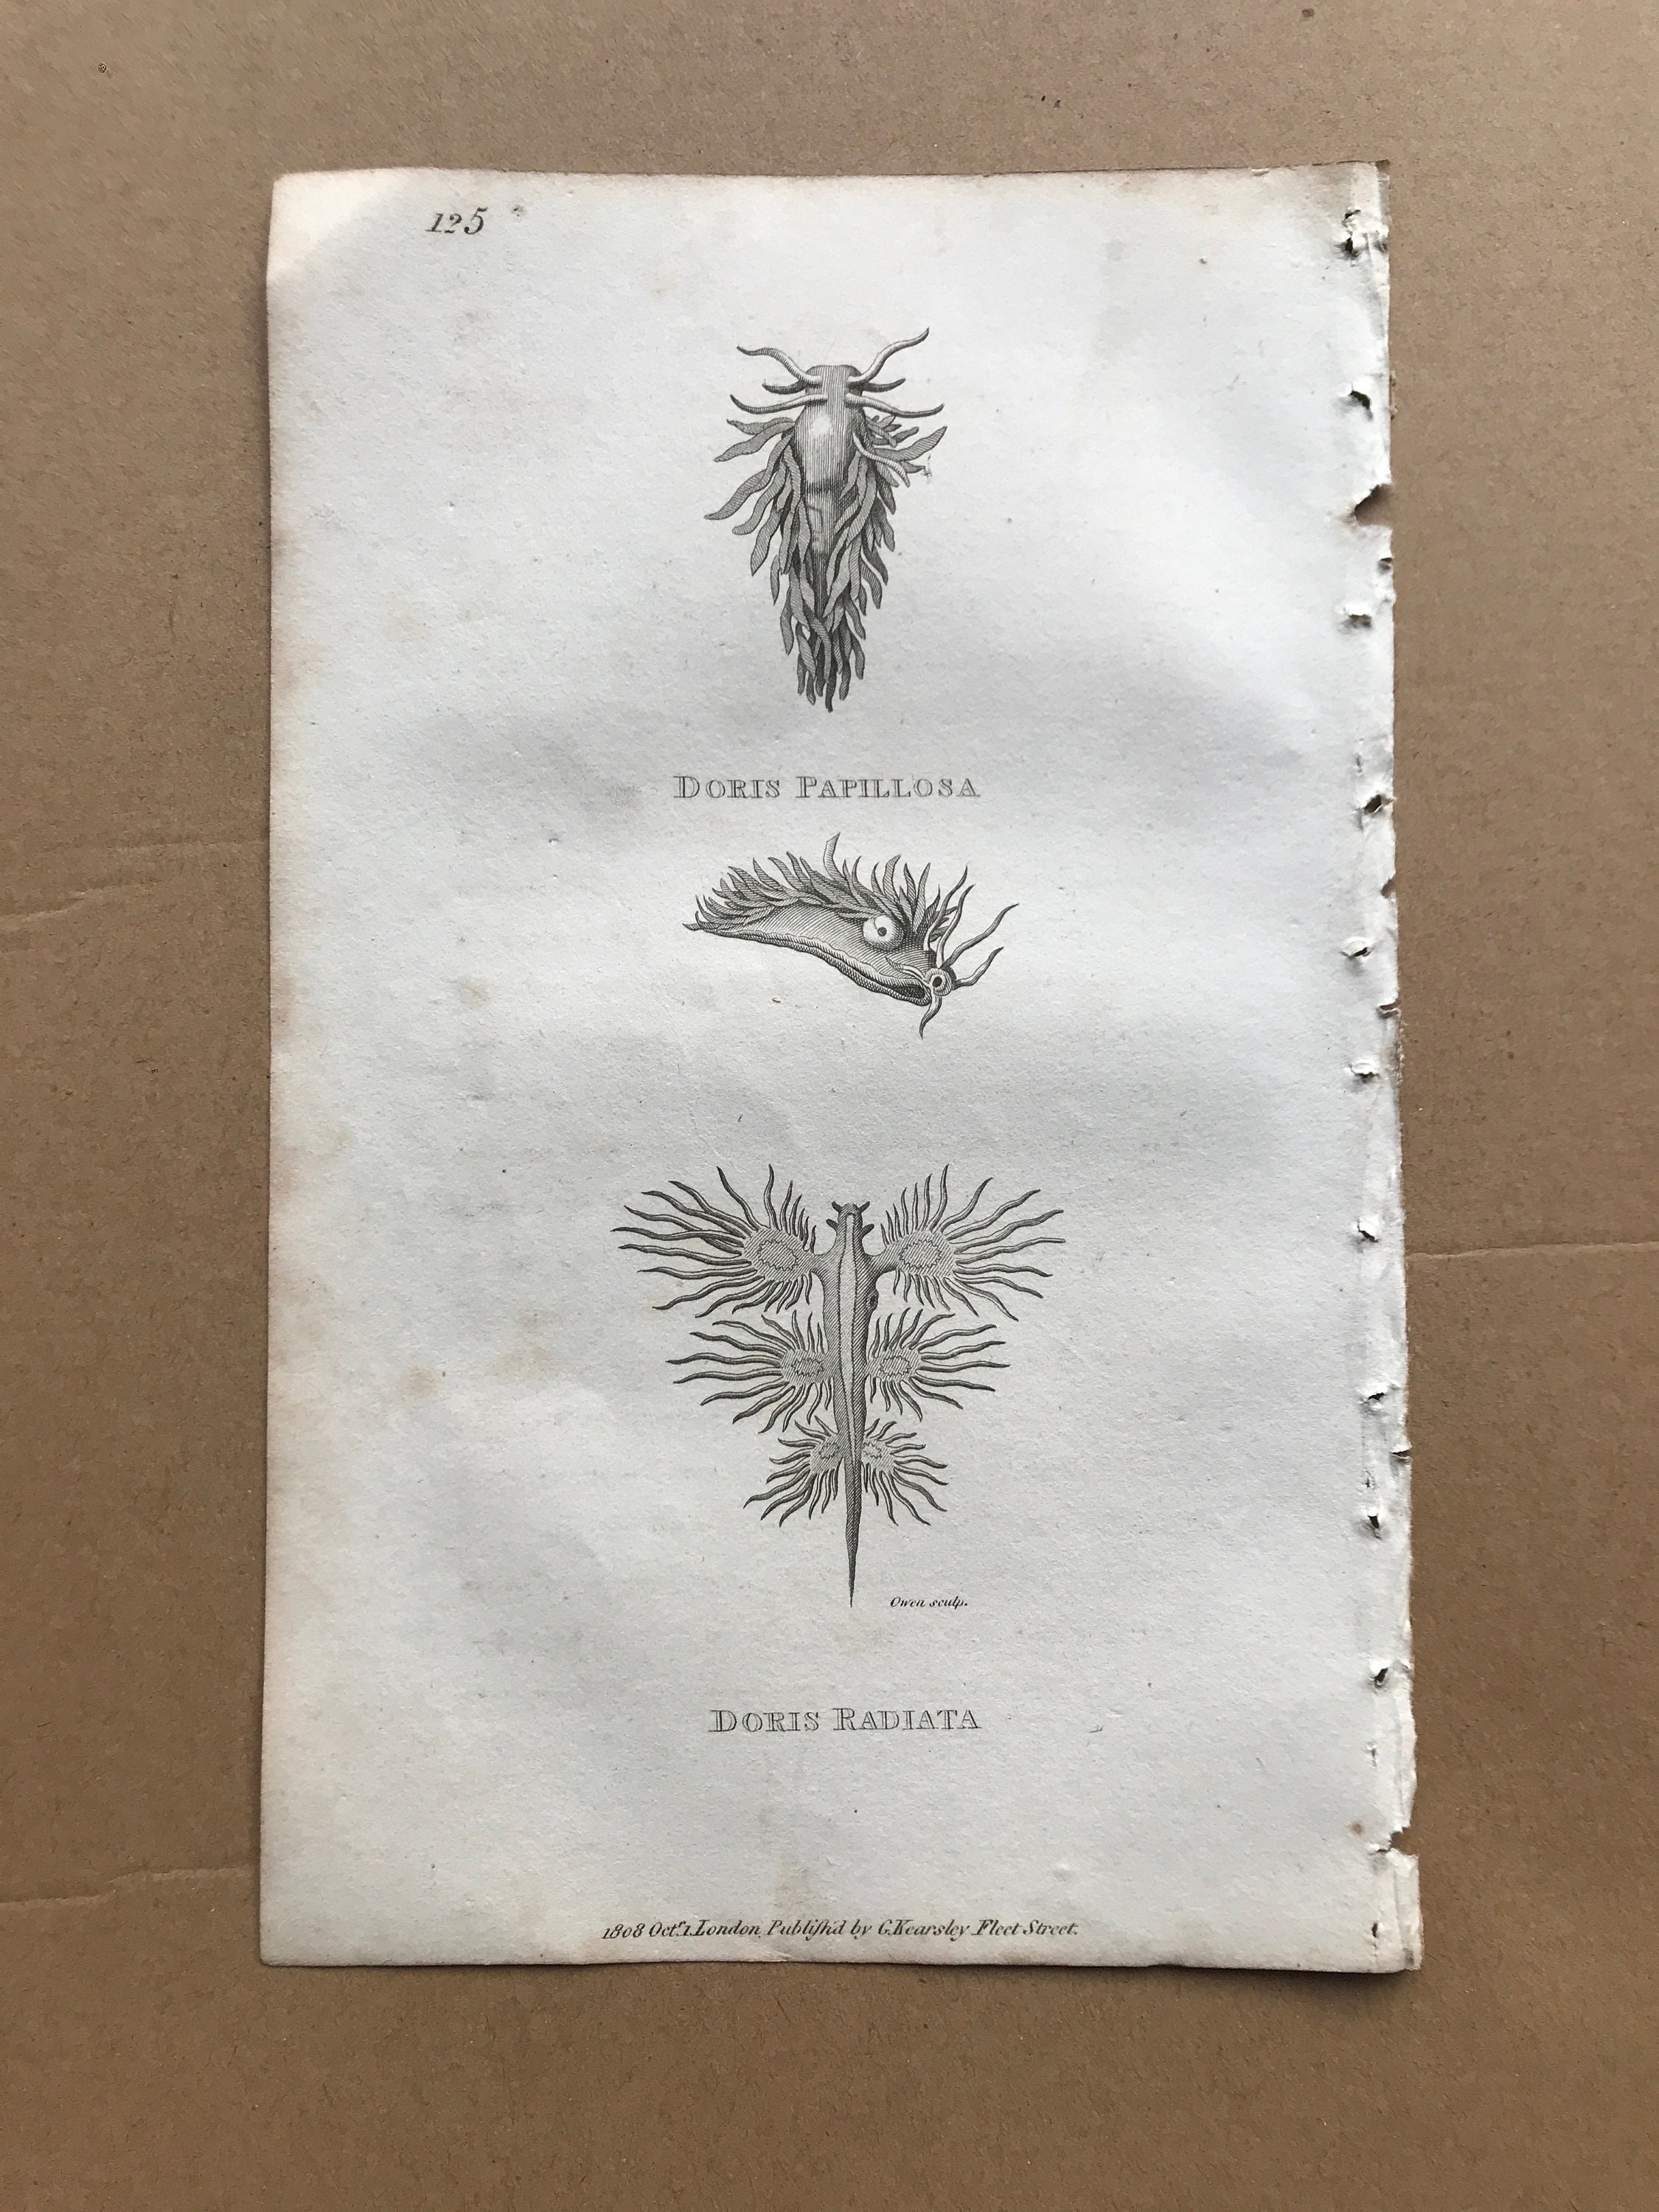 125
DORIS PAPILLOSA
Owen sculp.
DORIS RADIATA
1808 Octr. 1. London Publiſh'd by G. Kearsley Fleet Street.